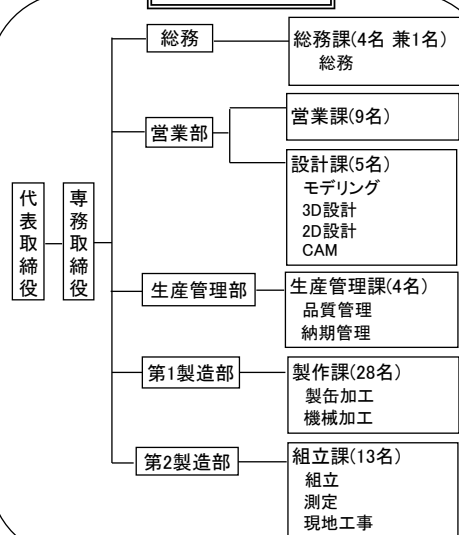 代表取締役
専務取締役
総務
総務課(4名 兼1名)
総務
営業部
営業課(9名)
設計課(5名)
モデリング
3D設計
2D設計
CAM
生産管理部
生産管理課(4名)
品質管理
納期管理
第1製造部
製作課(28名)
製缶加工
機械加工
第2製造部
組立課(13名)
組立
測定
現地工事